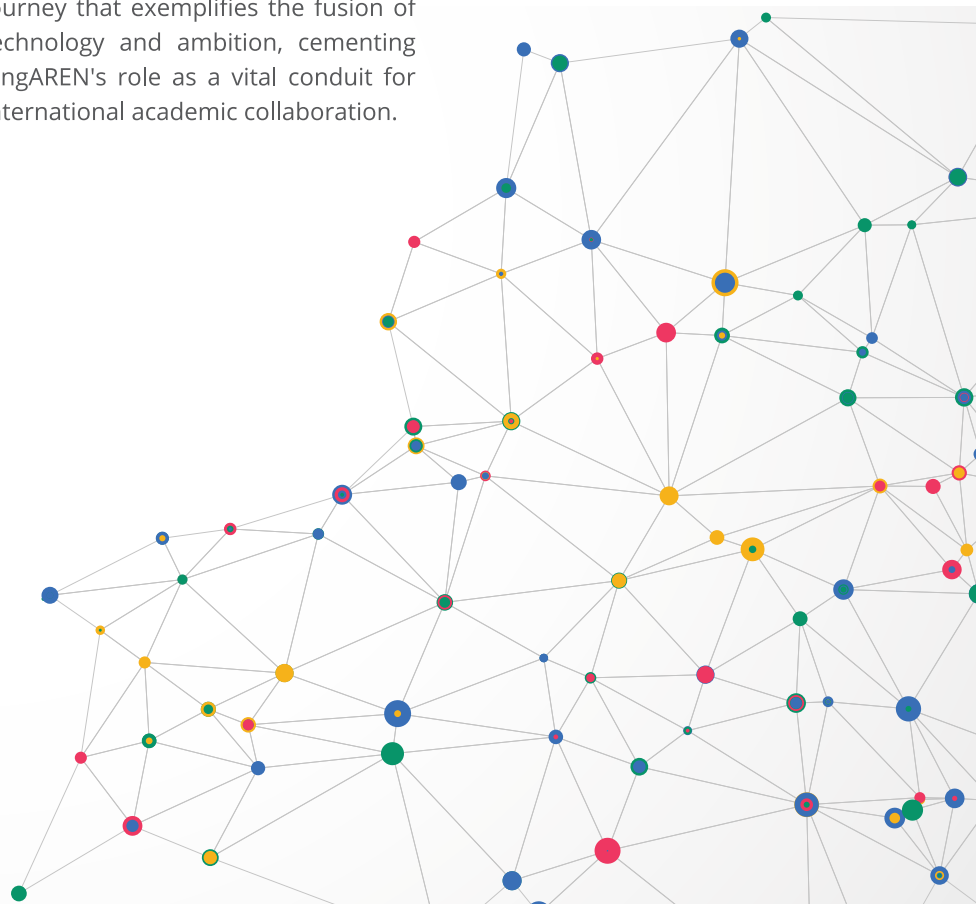 ourney that exemplifies the fusion of
echnology and ambition, cementing
ngAREN's role as a vital conduit for
nternational academic collaboration.